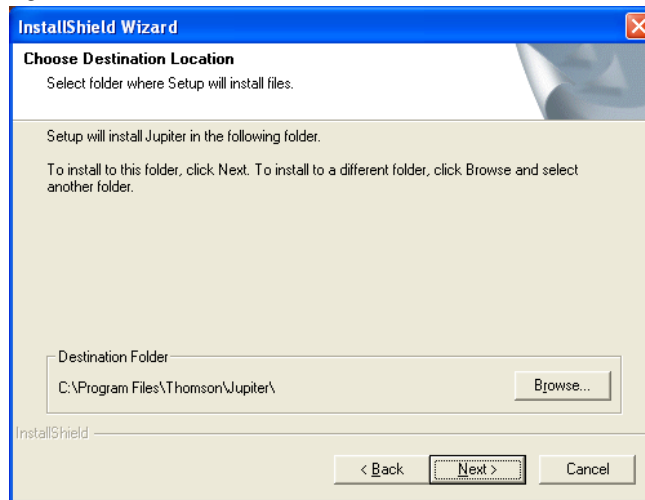 InstallShield Wizard
Choose Destination Location
Select folder where Setup will install files.
Setup will install Jupiter in the following folder.
To install to this folder, click Next. To install to a different folder, click Browse and select
another folder.
Destination Folder
C:\Program Files\Thomson\Jupiter\
Browse...
InstallShield
< Back
Next >
Cancel